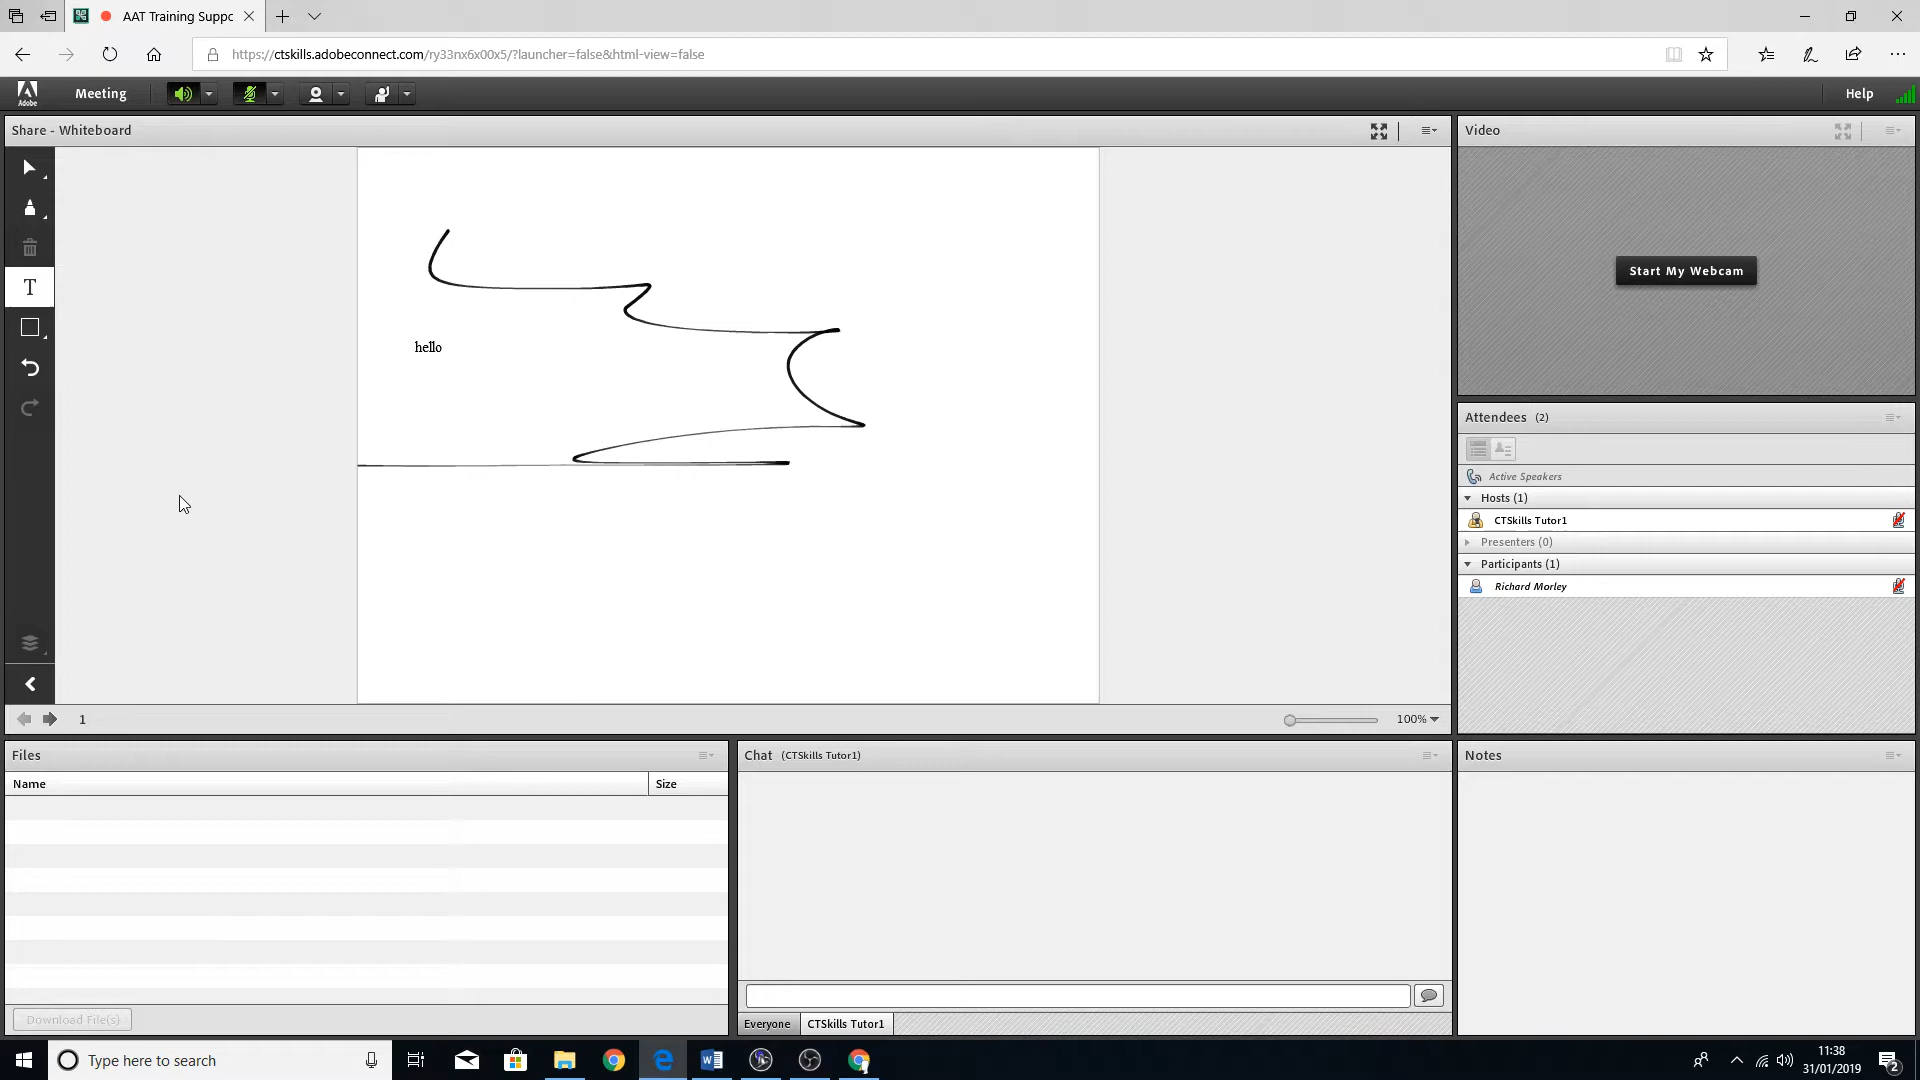 AAT Training Suppc
https://ctskills.adobeconnect.com/ry33nx6x00x5/?launcher=false&html-view=false
Adobe
Meeting
Help
Share - Whiteboard
Video
T
hello
Start My Webcam
Attendees (2)
Active Speakers
Hosts (1)
CTSkills Tutor1
Presenters (0)
Participants (1)
Richard Morley
1
100%
Files
Name
Size
Download File(s)
Chat (CTSkills Tutor1)
Everyone
CTSkills Tutor1
Notes
Type here to search
11:38
31/01/2019
2